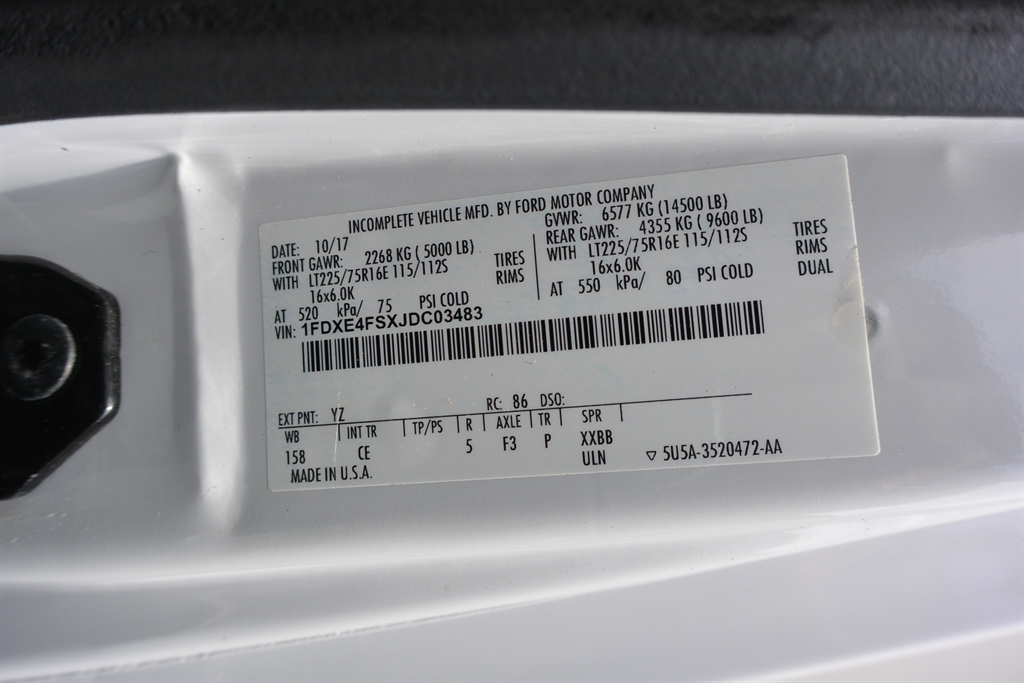 INCOMPLETE VEHICLE MFD. BY FORD MOTOR COMPANY
DATE: 10/17
FRONT GAWR: 2268 KG (5000 LB)
WITH LT225/75R16E 115/112S TIRES
16x6.0K RIMS
AT 520 kPa/ 75 PSI COLD
GVWR: 6577 KG (14500 LB)
REAR GAWR: 4355 KG ( 9600 LB)
WITH LT225/75R16E 115/112S TIRES
16x6.0K RIMS
AT 550 kPa/ 80 PSI COLD DUAL
VIN: 1FDXE4FSXJDC03483
EXT PNT: YZ RC: 86 DSO:
WB INT TR TP/PS R AXLE TR SPR
158 CE 5 F3 P XXBB
ULN
MADE IN U.S.A. ▽ 5U5A-3520472-AA